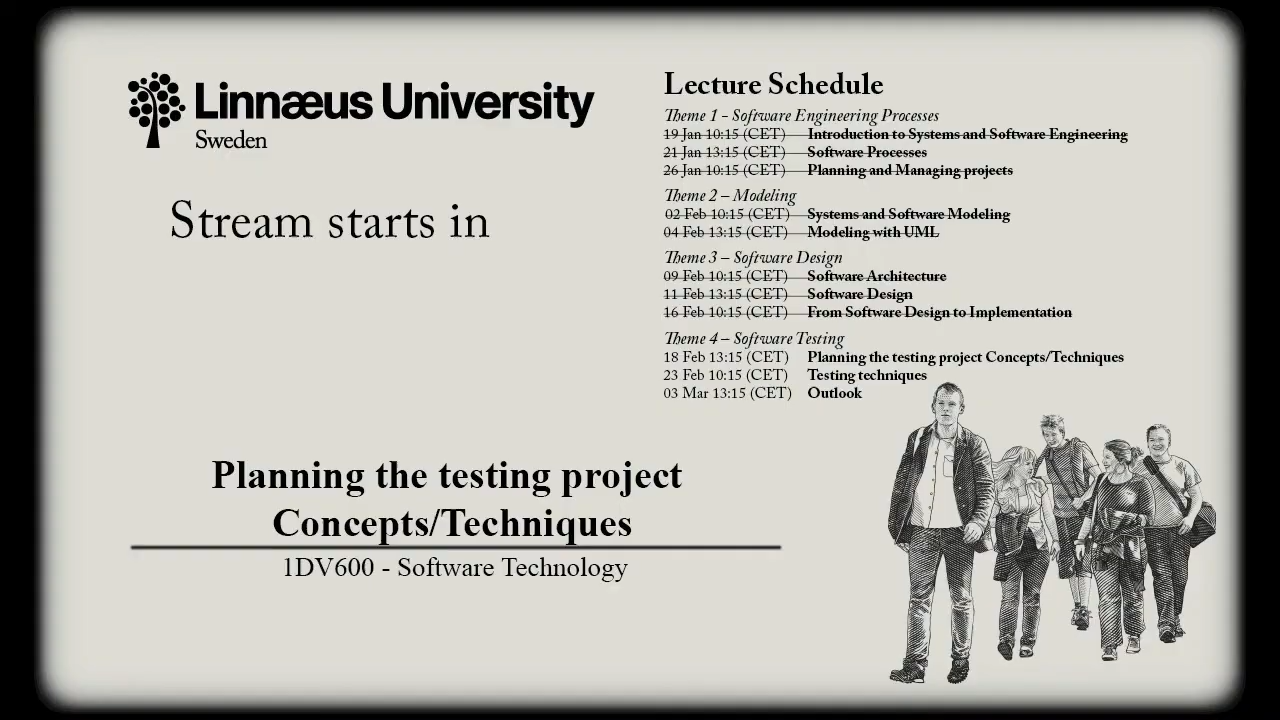 Linnæus University
Sweden
Stream starts in
Lecture Schedule
Theme 1 - Software Engineering Processes
19 Jan 10:15 (CET) Introduction to Systems and Software Engineering
21 Jan 13:15 (CET) Software Processes
26 Jan 10:15 (CET) Planning and Managing projects
Theme 2 – Modeling
02 Feb 10:15 (CET) Systems and Software Modeling
04 Feb 13:15 (CET) Modeling with UML
Theme 3 – Software Design
09 Feb 10:15 (CET) Software Architecture
11 Feb 13:15 (CET) Software Design
16 Feb 10:15 (CET) From Software Design to Implementation
Theme 4 – Software Testing
18 Feb 13:15 (CET) Planning the testing project Concepts/Techniques
23 Feb 10:15 (CET) Testing techniques
03 Mar 13:15 (CET) Outlook
Planning the testing project
Concepts/Techniques
1DV600 - Software Technology